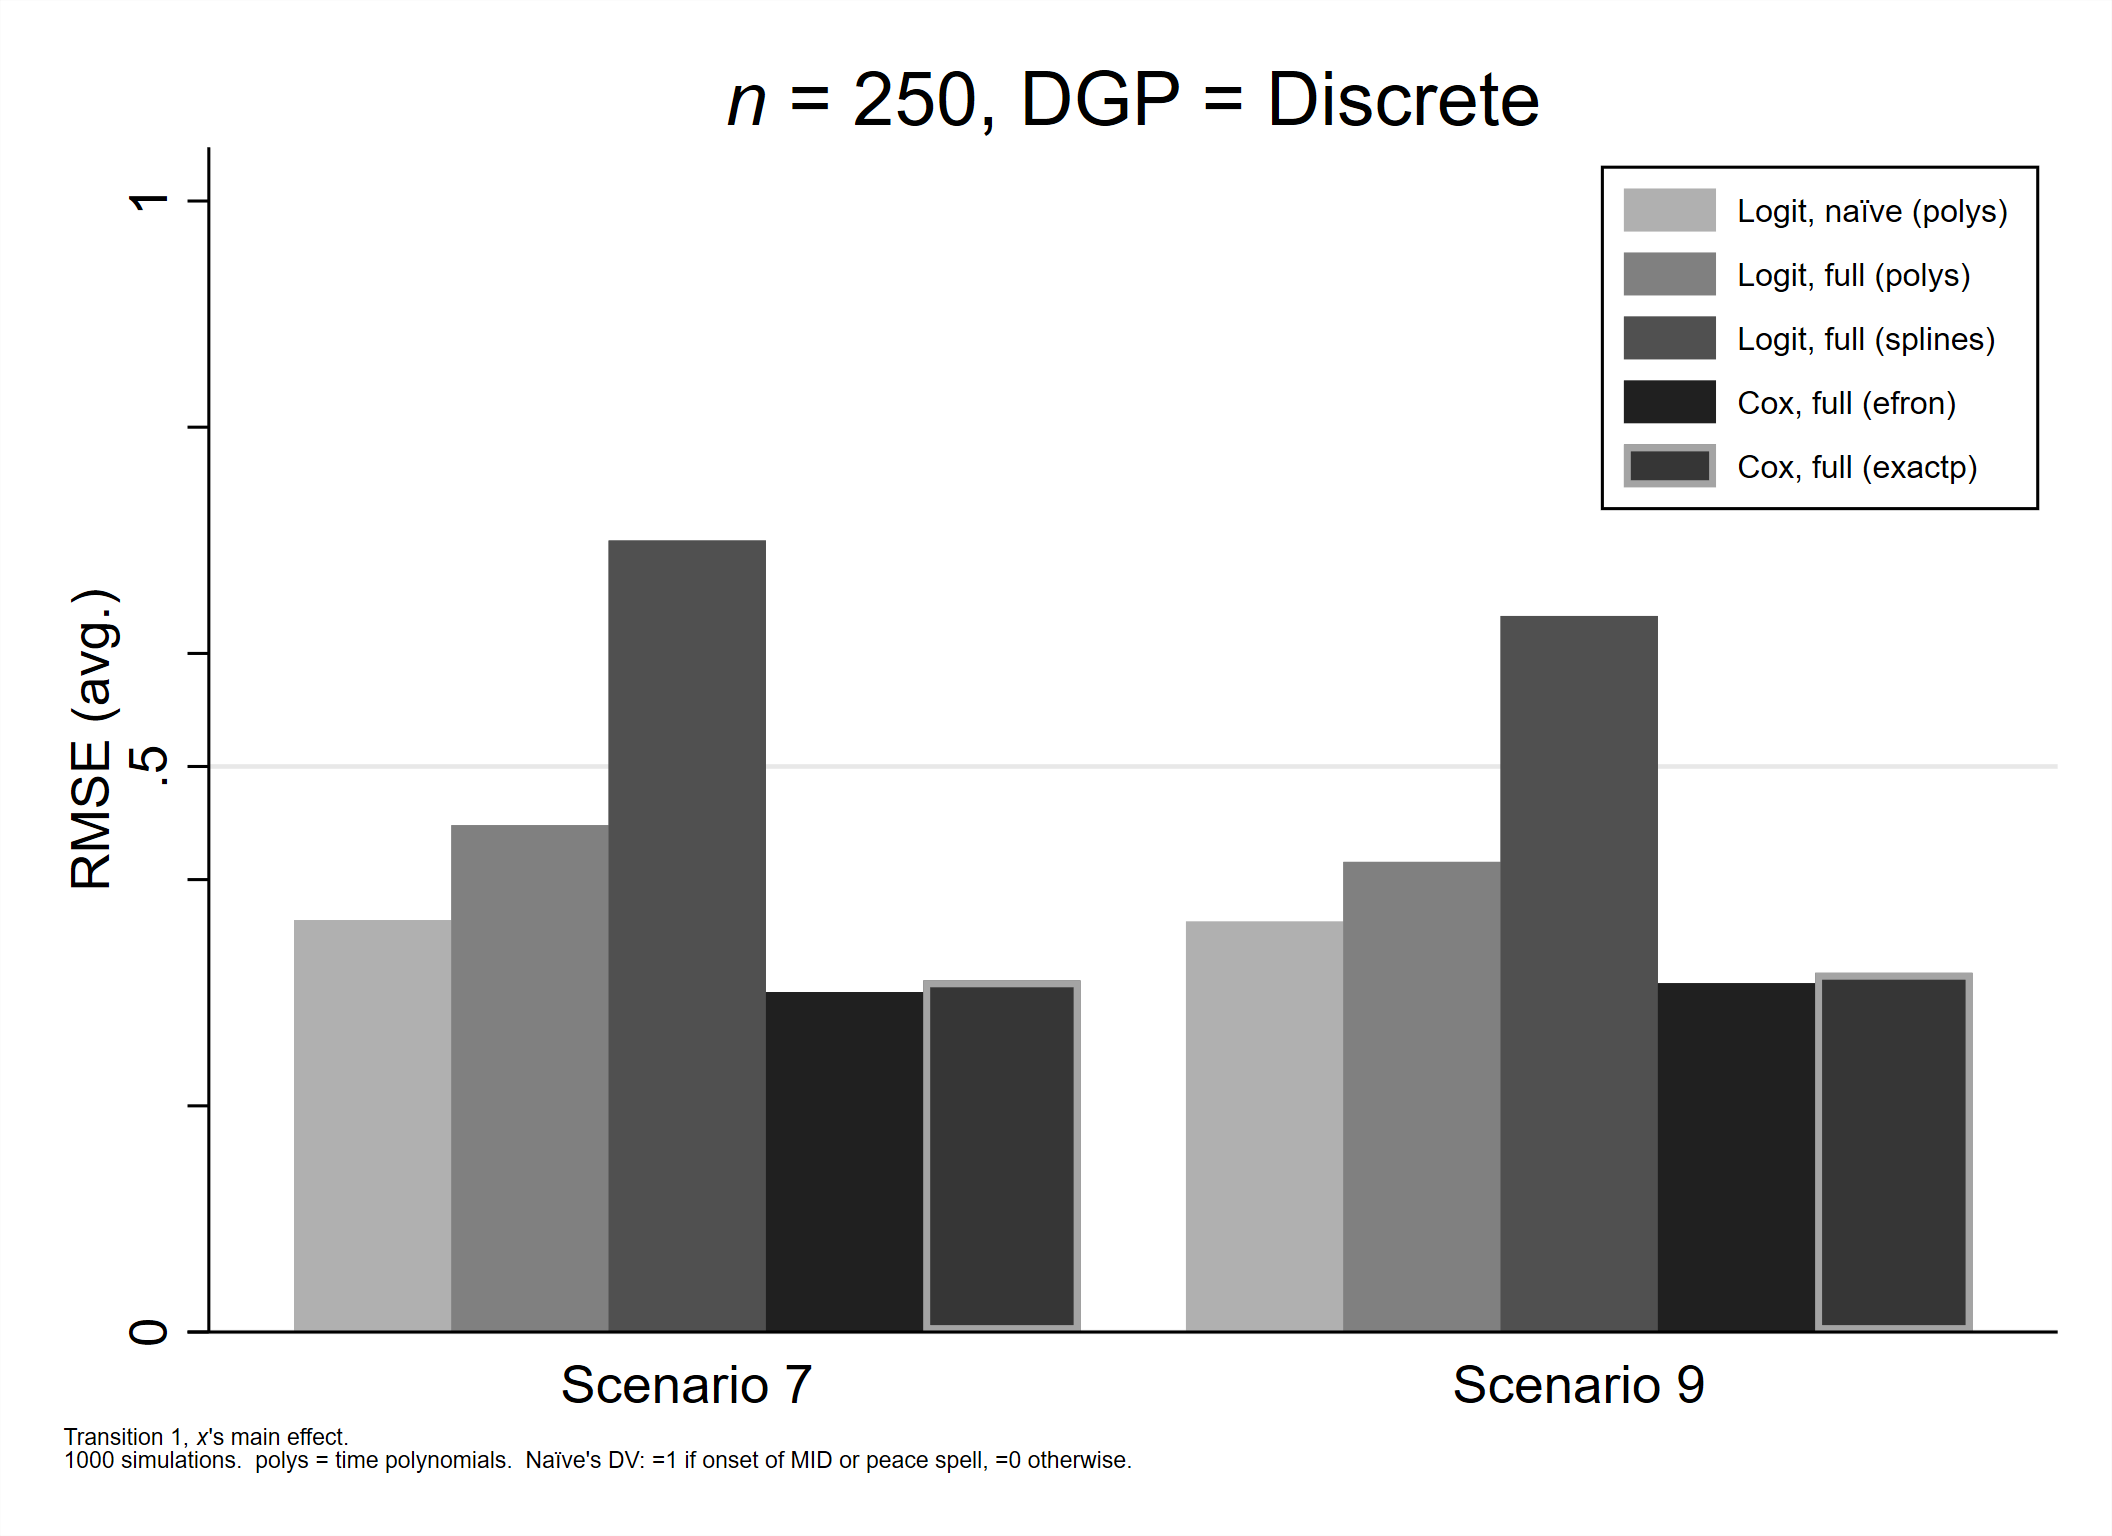 n = 250, DGP = Discrete
Logit, naïve (polys)
Logit, full (polys)
Logit, full (splines)
Cox, full (efron)
Cox, full (exactp)
RMSE (avg.)
1
.5
0
Scenario 7
Scenario 9
Transition 1, x's main effect.
1000 simulations.  polys = time polynomials.  Naïve's DV: =1 if onset of MID or peace spell, =0 otherwise.